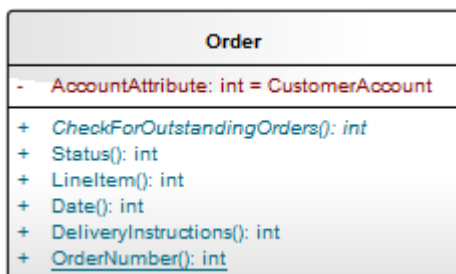 Order
- AccountAttribute: int = CustomerAccount
+ CheckForOutstandingOrders(): int
+ Status(): int
+ LineItem(): int
+ Date(): int
+ DeliveryInstructions(): int
+ OrderNumber(): int